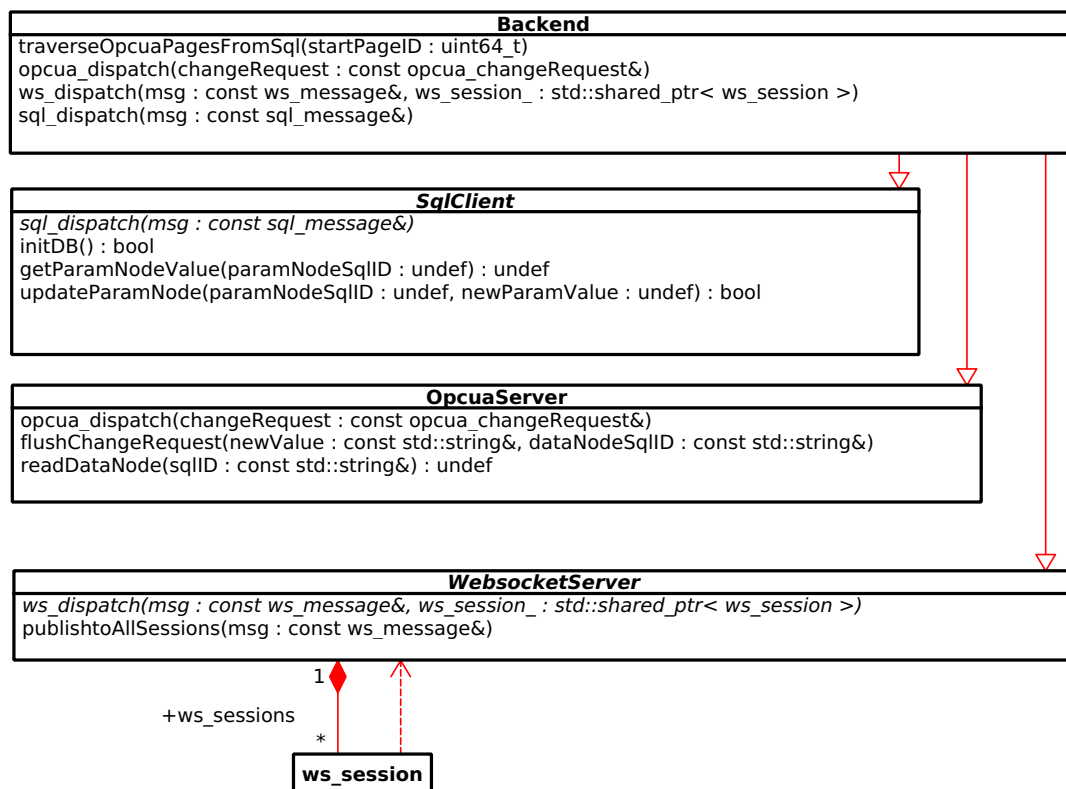 Backend
traverseOpcuaPagesFromSql(startPageID : uint64_t)
opcua_dispatch(changeRequest : const opcua_changeRequest&)
ws_dispatch(msg : const ws_message&, ws_session_ : std::shared_ptr< ws_session >)
sql_dispatch(msg : const sql_message&)
SqlClient
sql_dispatch(msg : const sql_message&)
initDB() : bool
getParamNodeValue(paramNodeSqlID : undef) : undef
updateParamNode(paramNodeSqlID : undef, newParamValue : undef) : bool
OpcuaServer
opcua_dispatch(changeRequest : const opcua_changeRequest&)
flushChangeRequest(newValue : const std::string&, dataNodeSqlID : const std::string&)
readDataNode(sqlID : const std::string&) : undef
WebsocketServer
ws_dispatch(msg : const ws_message&, ws_session_ : std::shared_ptr< ws_session >)
publishtoAllSessions(msg : const ws_message&)
1
+ws_sessions
*
ws_session